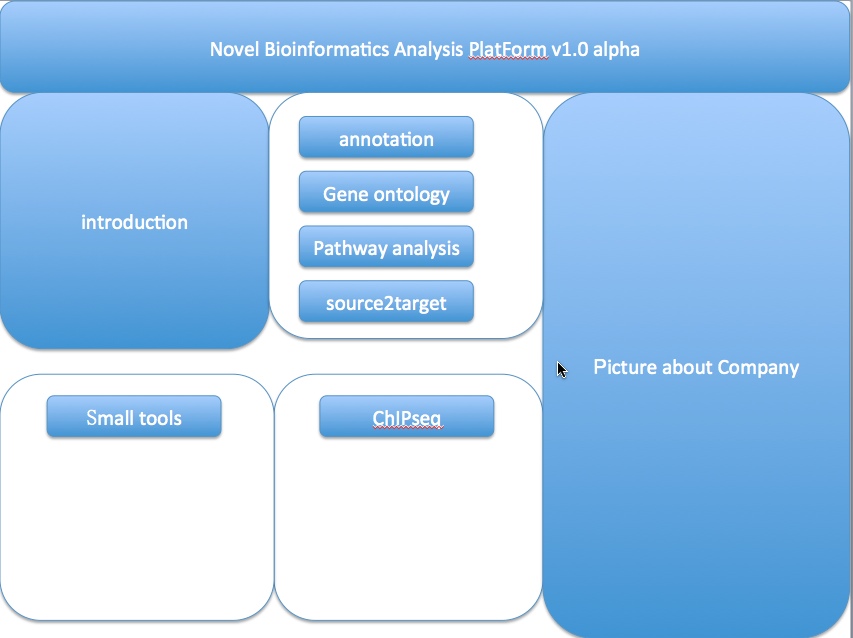 Novel Bioinformatics Analysis PlatForm v1.0 alpha
introduction
annotation
Gene ontology
Pathway analysis
source2target
Picture about Company
Small tools
ChIPseq